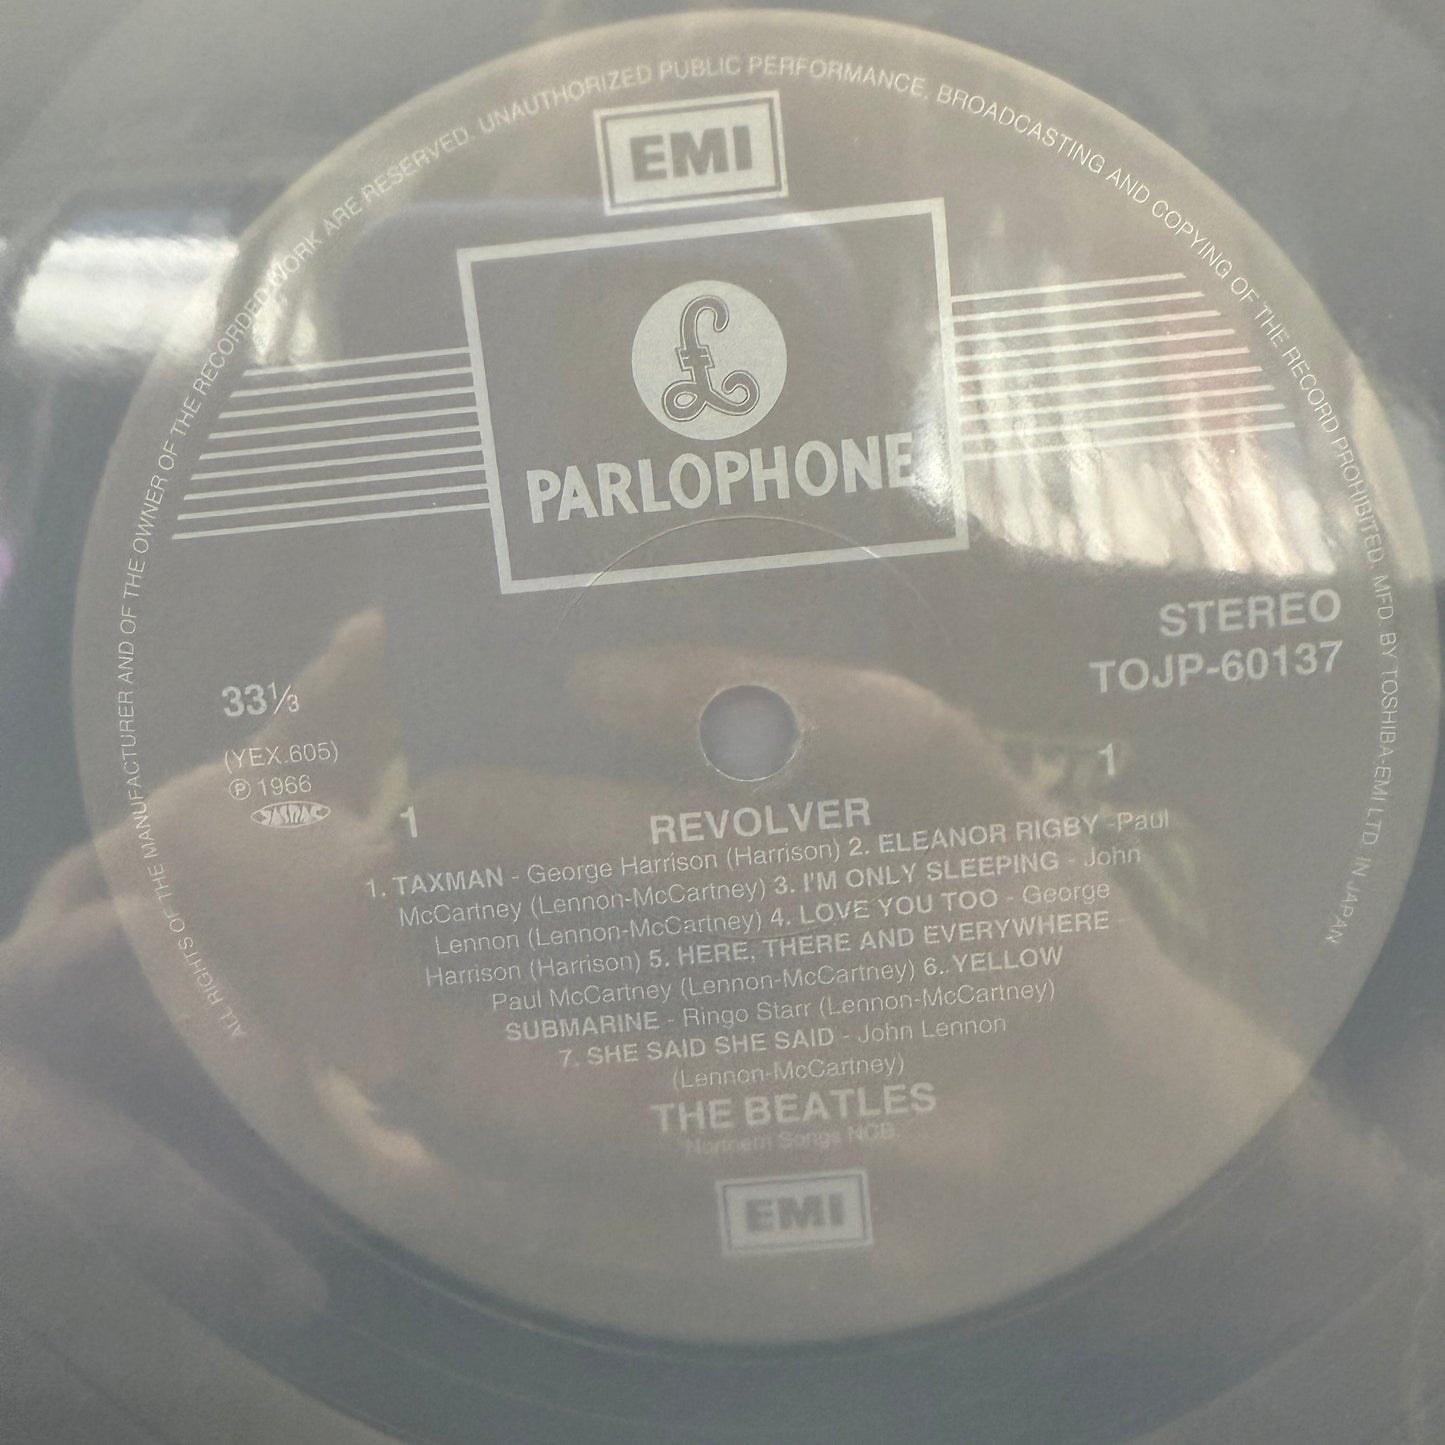 ALL RIGHTS OF THE MANUFACTURER AND OF THE OWNER OF THE RECORDED WORK ARE RESERVED. UNAUTHORIZED PUBLIC PERFORMANCE, BROADCASTING AND COPYING OF THE RECORD PROHIBITED. MFD. BY TOSHIBA-EMI LTD IN JAPAN
EMI
£
PARLOPHONE
STEREO
TOJP-60137
33⅓
(YEX.605)
℗ 1966
JASRAC
1
1
REVOLVER
1. TAXMAN - George Harrison (Harrison) 2. ELEANOR RIGBY -Paul
McCartney (Lennon-McCartney) 3. I'M ONLY SLEEPING - John
Lennon (Lennon-McCartney) 4. LOVE YOU TOO - George
Harrison (Harrison) 5. HERE, THERE AND EVERYWHERE -
Paul McCartney (Lennon-McCartney) 6. YELLOW
SUBMARINE - Ringo Starr (Lennon-McCartney)
7. SHE SAID SHE SAID - John Lennon
(Lennon-McCartney)
THE BEATLES
Northern Songs NCB.
EMI